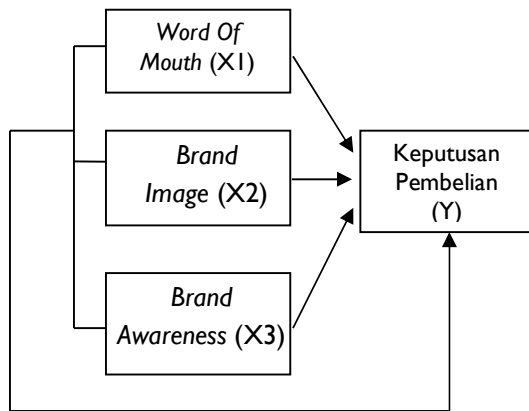 Word Of
Mouth (X1)
Brand
Image (X2)
Keputusan
Pembelian
(Y)
Brand
Awareness (X3)